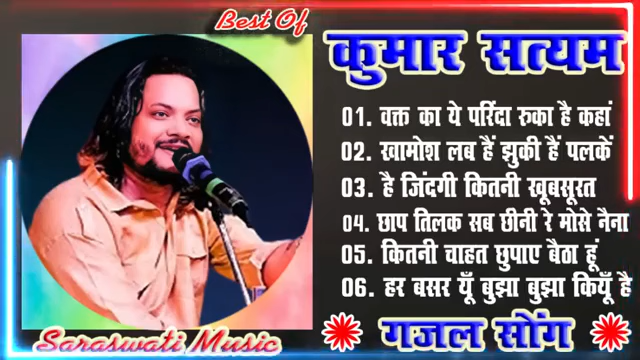 Best Of
कुमार सत्यम
01. वक्त का ये परिंदा रुका है कहां
02. खामोश लब हैं झुकी हैं पलकें
03. है जिंदगी कितनी खूबसूरत
04. छाप तिलक सब छीनी रे मोसे नैना
05. कितनी चाहत छुपाए बैठा हूं
06. हर बसर यूँ बुझा बुझा कियूँ है
Saraswati Music
गजल सोंग